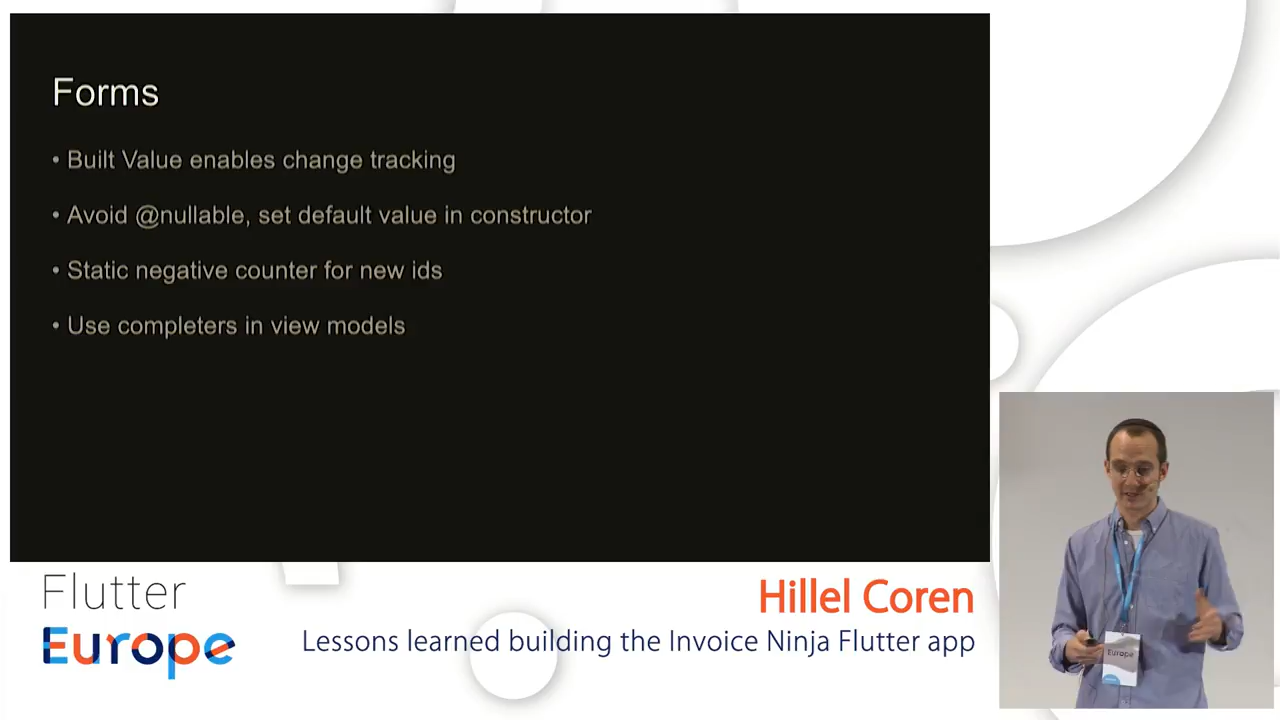 Forms
• Built Value enables change tracking
• Avoid @nullable, set default value in constructor
• Static negative counter for new ids
• Use completers in view models
Flutter
Europe
Hillel Coren
Lessons learned building the Invoice Ninja Flutter app
Europe